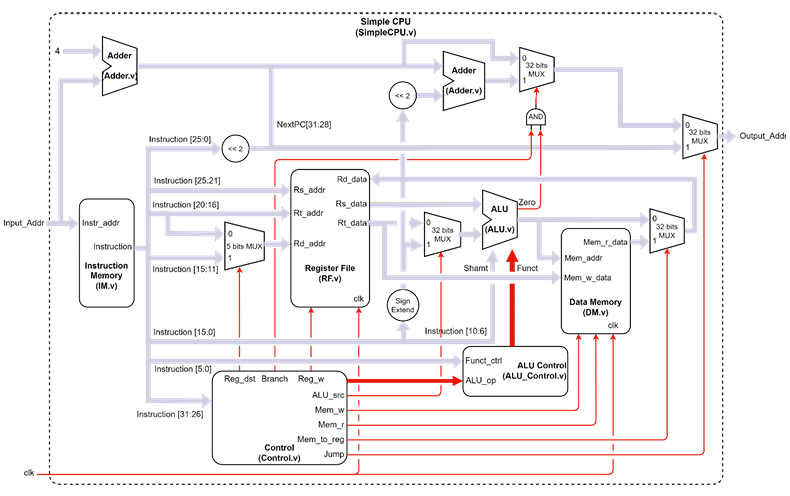 Simple CPU
(SimpleCPU.v)
4
Adder
(Adder.v)
Adder
(Adder.v)
0
32 bits
MUX
1
<< 2
AND
NextPC[31:28]
0
32 bits
MUX
1
Output_Addr
Instruction [25:0]
<< 2
Instruction [25:21]
Instruction [20:16]
Instruction [15:11]
Input_Addr
Instr_addr
Instruction
Instruction
Memory
(IM.v)
0
5 bits MUX
1
Rd_data
Rs_addr
Rs_data
Rt_addr
Rt_data
Rd_addr
Register File
(RF.v)
clk
0
32 bits
MUX
1
ALU
(ALU.v)
Zero
Shamt
Funct
0
32 bits
MUX
1
Mem_r_data
Mem_addr
Mem_w_data
Data Memory
(DM.v)
clk
Sign
Extend
Instruction [15:0]
Instruction [10:6]
Instruction [5:0]
Funct_ctrl
ALU Control
(ALU_Control.v)
ALU_op
Reg_dst
Branch
Reg_w
ALU_src
Mem_w
Mem_r
Mem_to_reg
Jump
Instruction [31:26]
Control
(Control.v)
clk